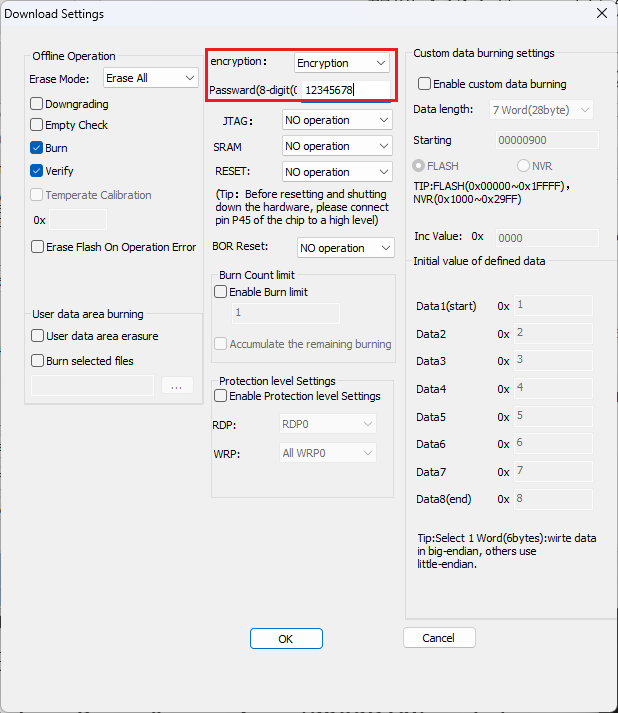 Download Settings
Offline Operation
Erase Mode: Erase All
Downgrading
Empty Check
Burn
Verify
Temperate Calibration
0x
Erase Flash On Operation Error
User data area burning
User data area erasure
Burn selected files
...
encryption: Encryption
Passward(8-digit(0 12345678
JTAG: NO operation
SRAM NO operation
RESET: NO operation
(Tip: Before resetting and shutting
down the hardware, please connect
pin P45 of the chip to a high level)
BOR Reset: NO operation
Burn Count limit
Enable Burn limit
1
Accumulate the remaining burning
Protection level Settings
Enable Protection level Settings
RDP: RDP0
WRP: All WRP0
Custom data burning settings
Enable custom data burning
Data length: 7 Word(28byte)
Starting 00000900
FLASH NVR
TIP:FLASH(0x00000~0x1FFFF),
NVR(0x1000~0x29FF)
Inc Value: 0x 0000
Initial value of defined data
Data1(start) 0x 1
Data2 0x 2
Data3 0x 3
Data4 0x 4
Data5 0x 5
Data6 0x 6
Data7 0x 7
Data8(end) 0x 8
Tip:Select 1 Word(6bytes):wirte data
in big-endian, others use
little-endian.
OK
Cancel